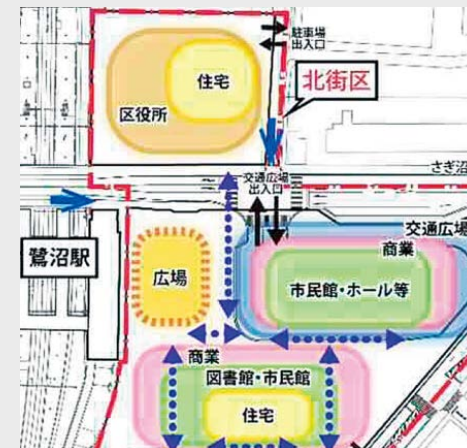 駐車場
出入口
住宅
区役所
北街区
さぎ沼
交通広場
出入口
交通広場
鷺沼駅
広場
商業
市民館・ホール等
商業
図書館・市民館
住宅